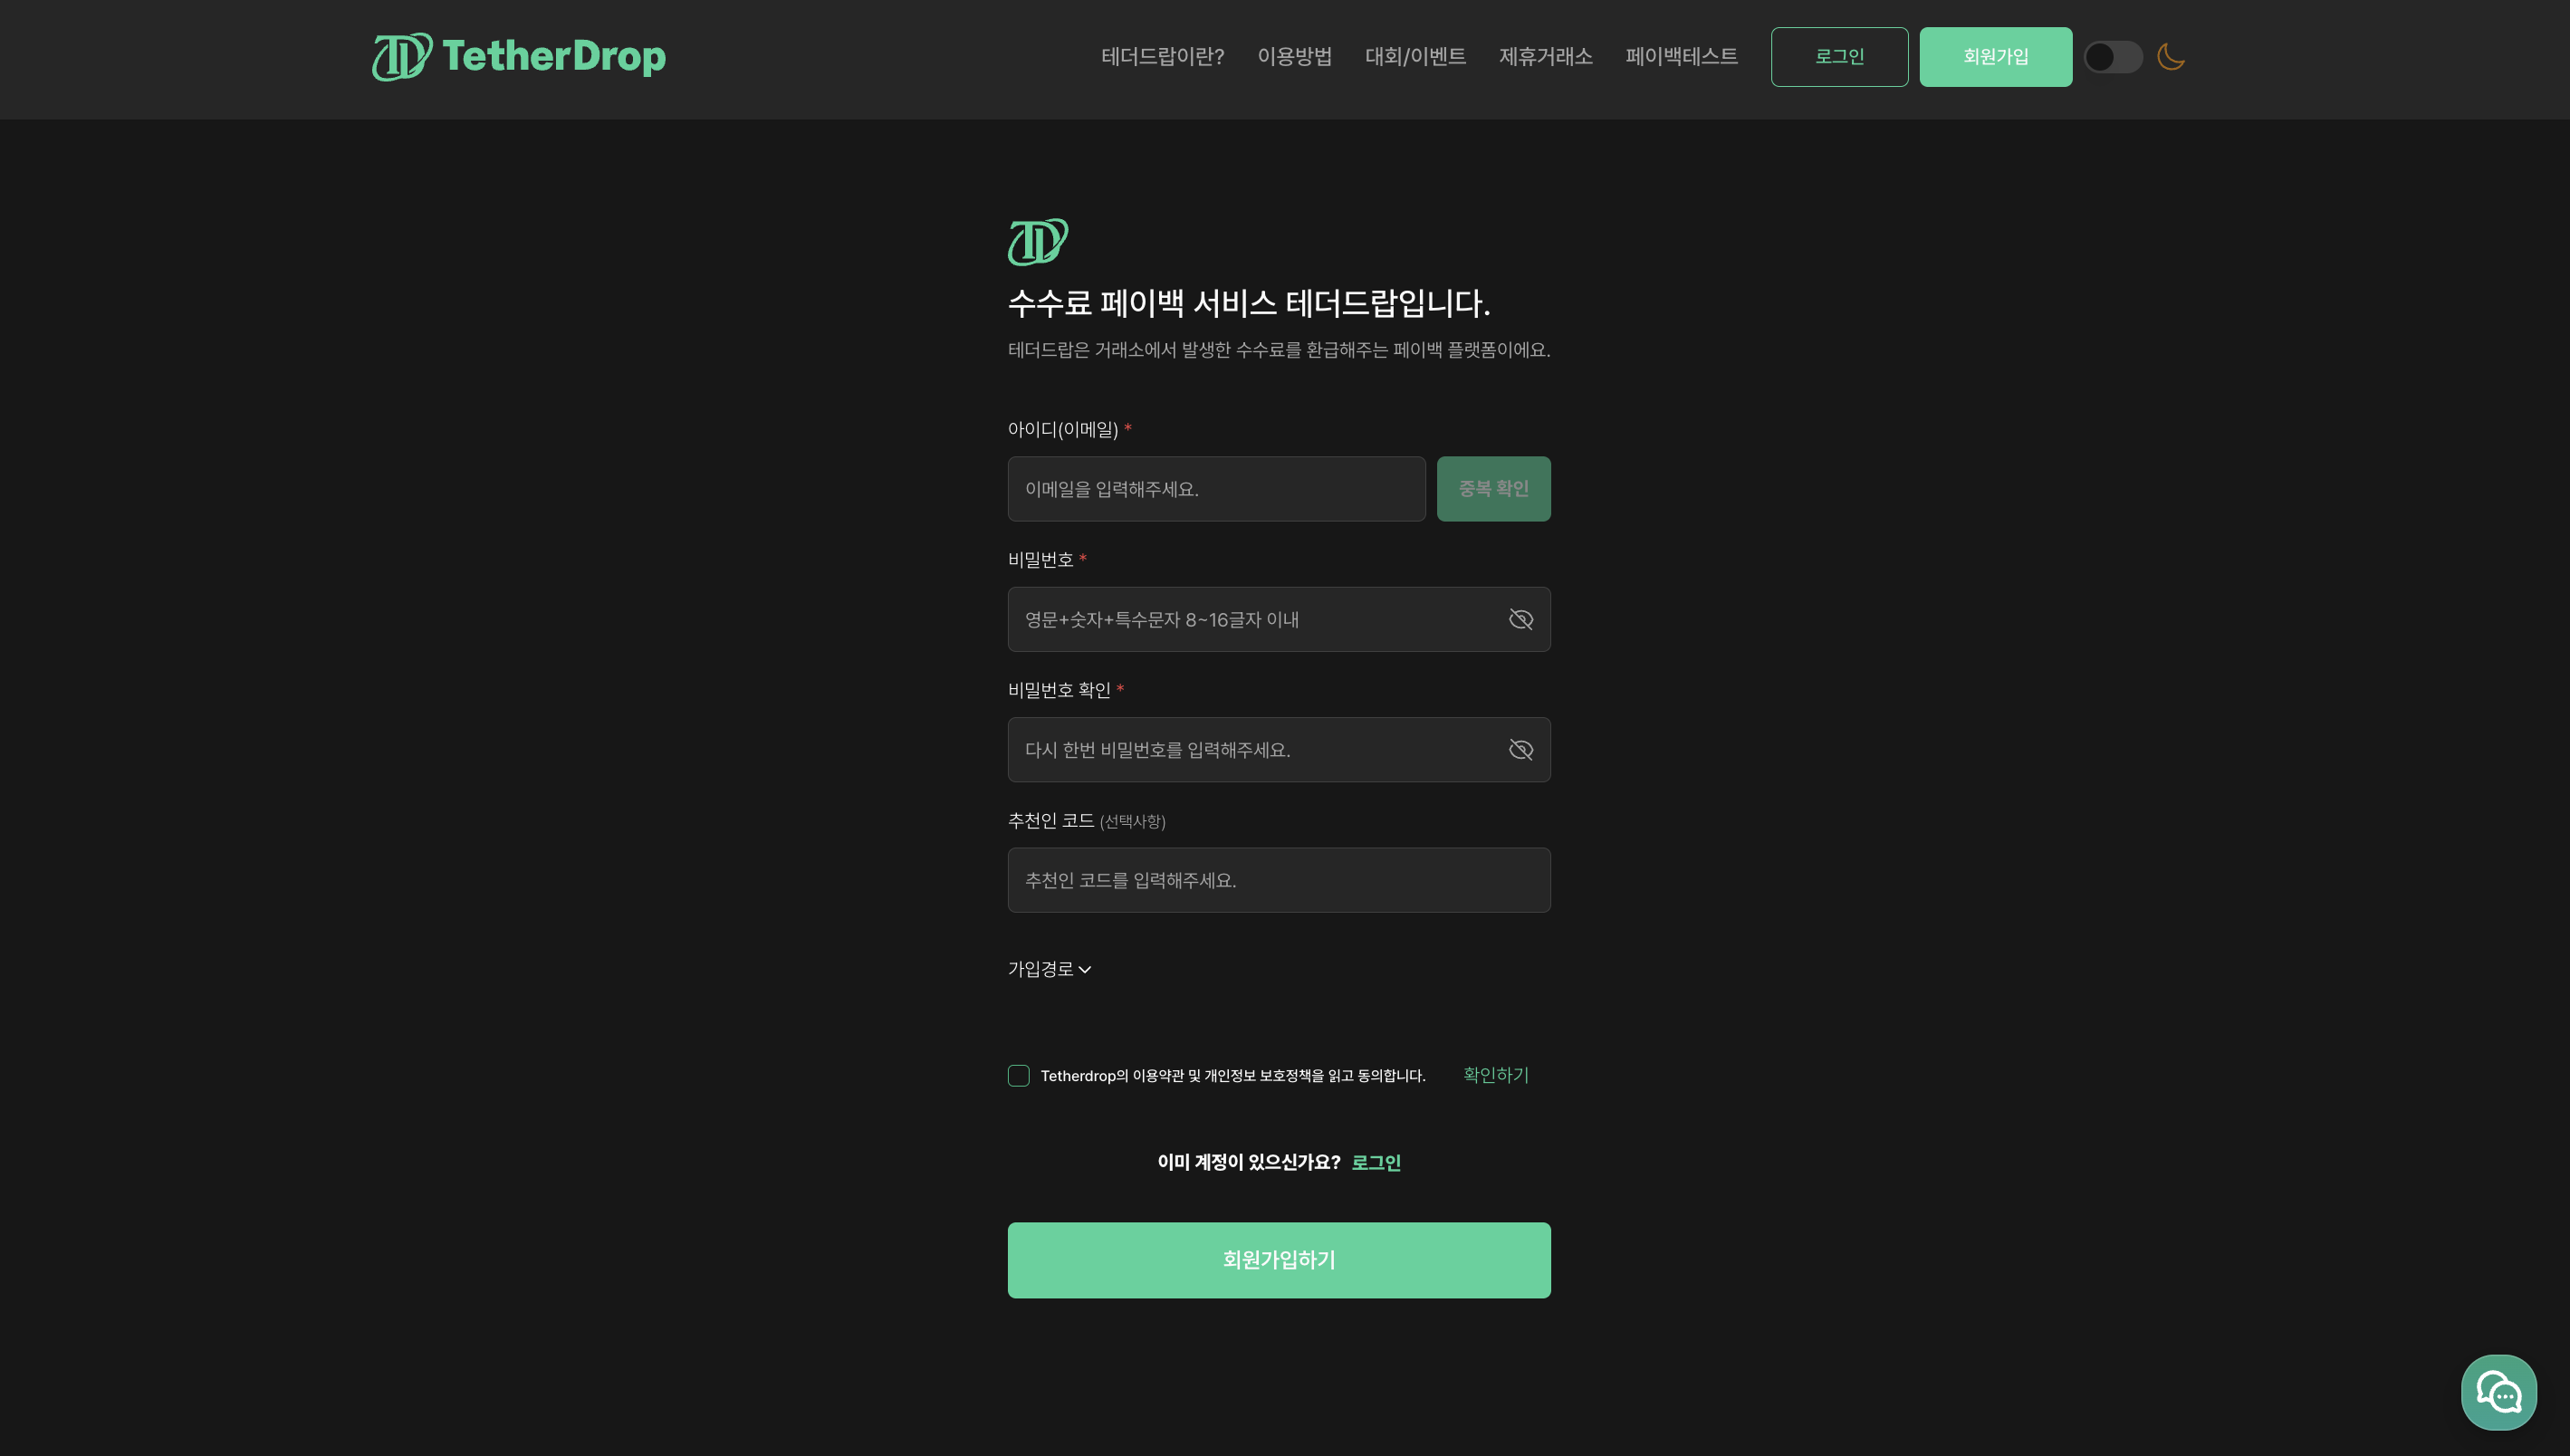 TD TetherDrop
테더드랍이란? 이용방법 대회/이벤트 제휴거래소 페이백테스트 로그인 회원가입
TD
수수료 페이백 서비스 테더드랍입니다.
테더드랍은 거래소에서 발생한 수수료를 환급해주는 페이백 플랫폼이에요.
아이디(이메일) *
이메일을 입력해주세요. 중복 확인
비밀번호 *
영문+숫자+특수문자 8~16글자 이내
비밀번호 확인 *
다시 한번 비밀번호를 입력해주세요.
추천인 코드 (선택사항)
추천인 코드를 입력해주세요.
가입경로
Tetherdrop의 이용약관 및 개인정보 보호정책을 읽고 동의합니다. 확인하기
이미 계정이 있으신가요? 로그인
회원가입하기